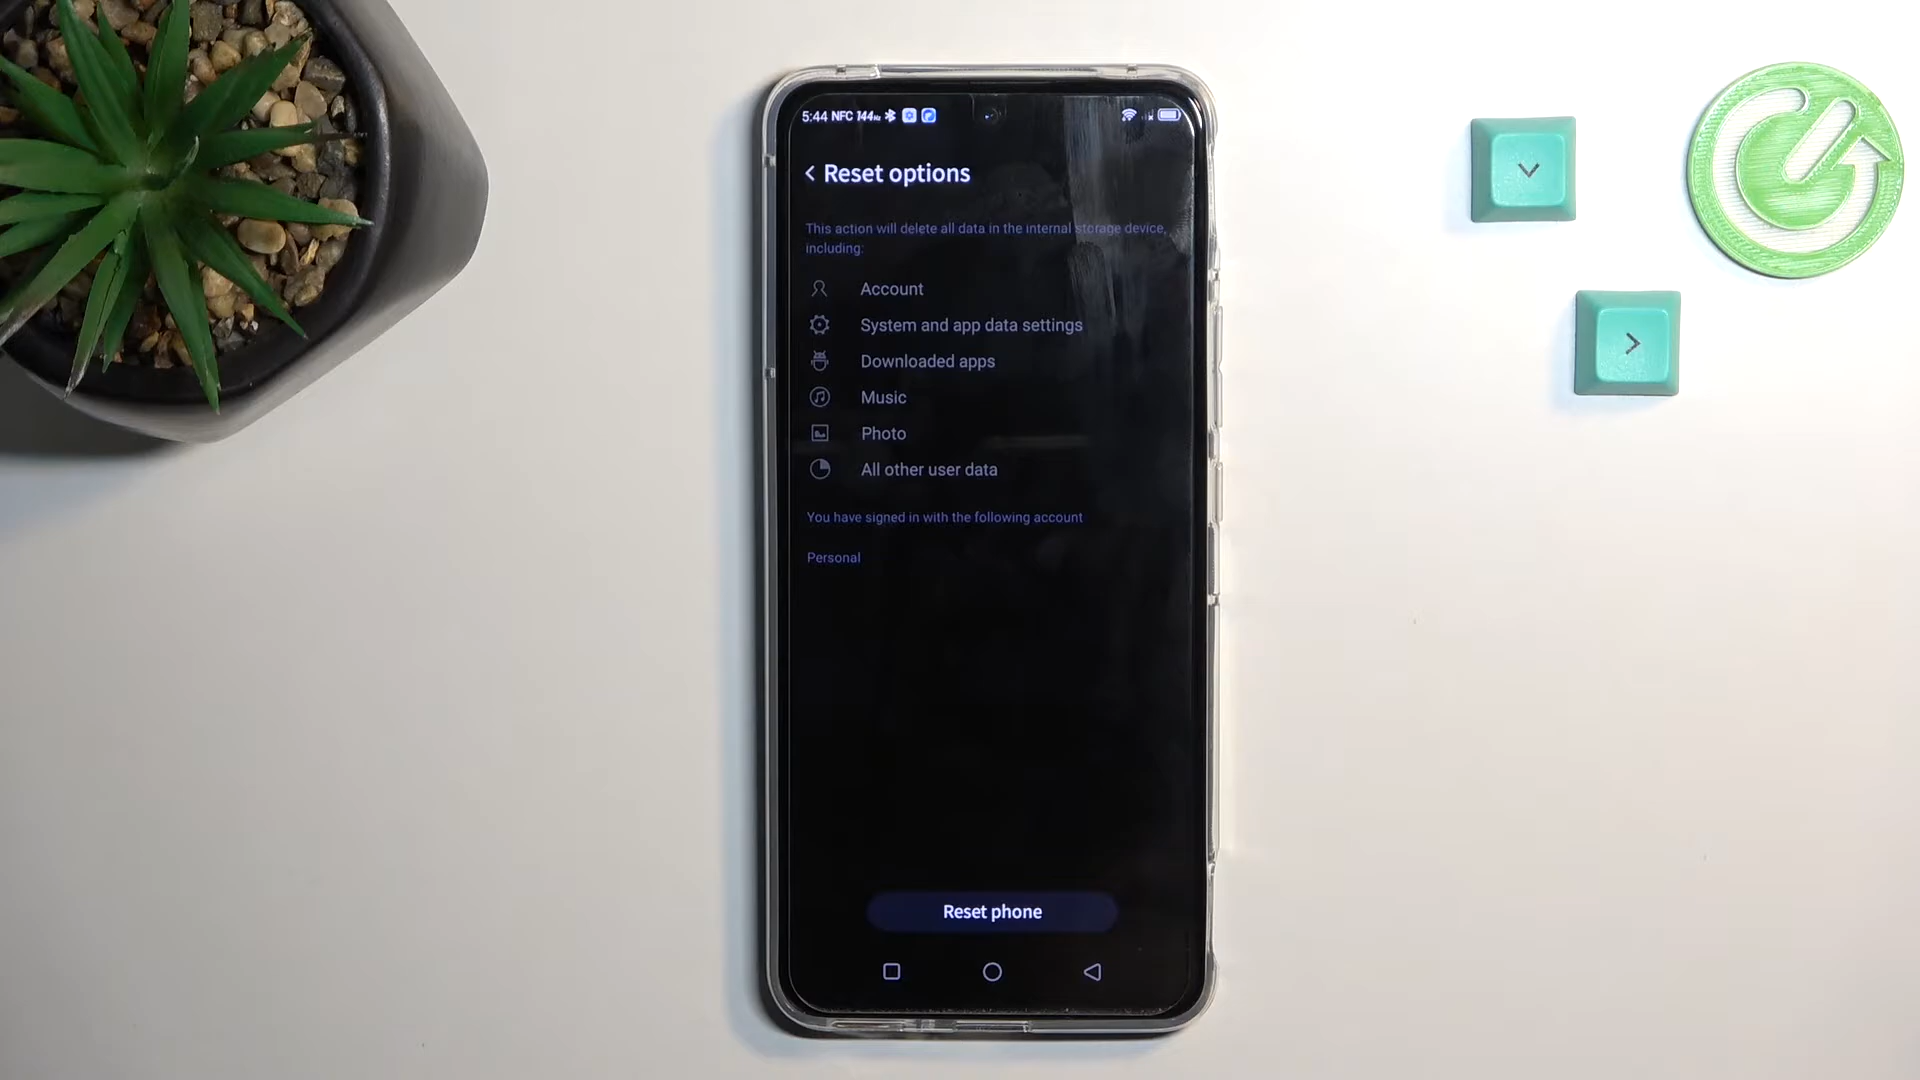 5:44 NFC 144Hz
Reset options
This action will delete all data in the internal storage device,
including:
Account
System and app data settings
Downloaded apps
Music
Photo
All other user data
You have signed in with the following account
Personal
Reset phone